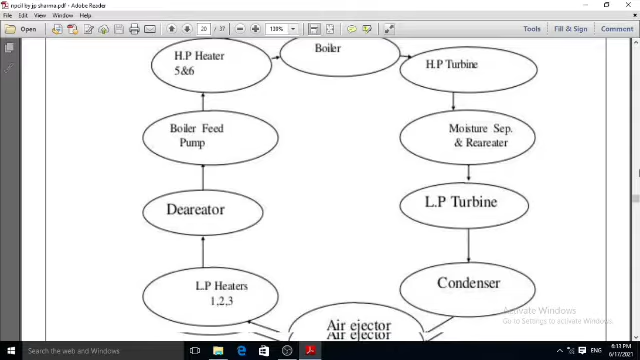 npcil by jp sharma.pdf - Adobe Reader
File Edit View Window Help
Open 20 / 37 139% Tools Fill & Sign Comment
Boiler
H.P Heater
5&6
H.P Turbine
Boiler Feed
Pump
Moisture Sep.
& Reareater
Deareator
L.P Turbine
L.P Heaters
1,2,3
Condenser
Air ejector
Air ejector
Activate Windows
Go to Settings to activate Windows.
Search the web and Windows
ENG
6:13 PM
6/17/2021